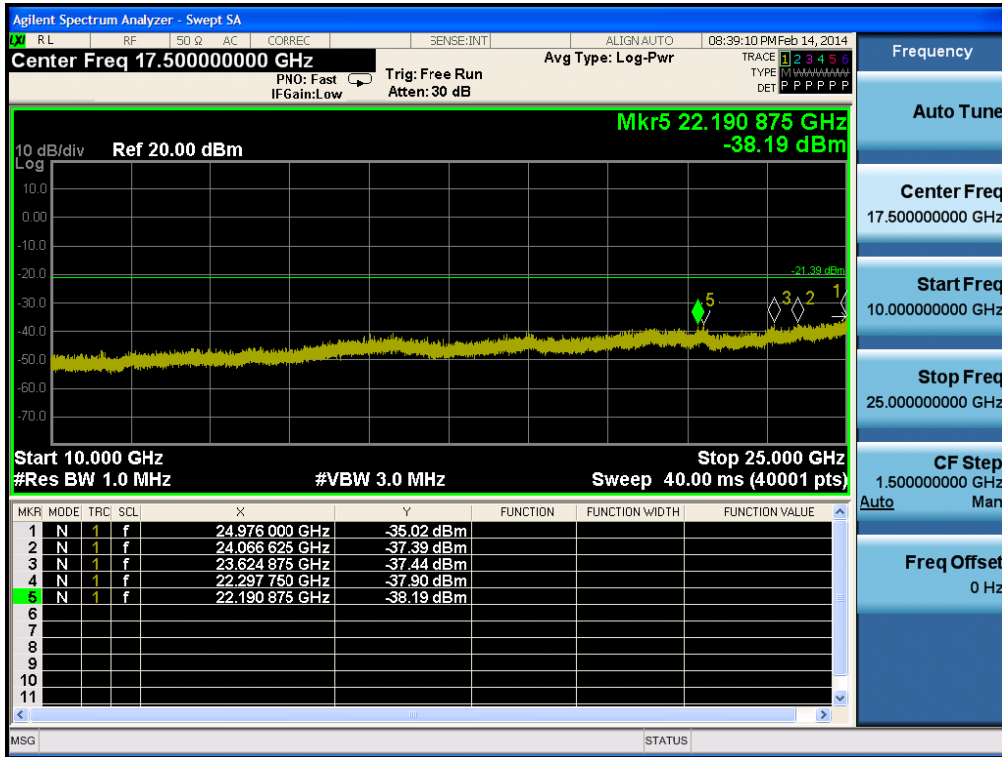 Agilent Spectrum Analyzer - Swept SA
LXI RL RF 50 Ω AC CORREC SENSE:INT ALIGN AUTO 08:39:10 PM Feb 14, 2014
Center Freq 17.500000000 GHz
PNO: Fast
IFGain:Low
Trig: Free Run
Atten: 30 dB
Avg Type: Log-Pwr
TRACE 1 2 3 4 5 6
TYPE M
DET P P P P P P
Mkr5 22.190 875 GHz
-38.19 dBm
10 dB/div Ref 20.00 dBm
Log
10.0
0.00
-10.0
-20.0
-21.39 dBm
-30.0
5 3 2 1
-40.0
-50.0
-60.0
-70.0
Start 10.000 GHz Stop 25.000 GHz
#Res BW 1.0 MHz #VBW 3.0 MHz Sweep 40.00 ms (40001 pts)
MKR MODE TRC SCL X Y FUNCTION FUNCTION WIDTH FUNCTION VALUE
1 N 1 f 24.976 000 GHz -35.02 dBm
2 N 1 f 24.066 625 GHz -37.39 dBm
3 N 1 f 23.624 875 GHz -37.44 dBm
4 N 1 f 22.297 750 GHz -37.90 dBm
5 N 1 f 22.190 875 GHz -38.19 dBm
6
7
8
9
10
11
MSG STATUS
Frequency
Auto Tune
Center Freq
17.500000000 GHz
Start Freq
10.000000000 GHz
Stop Freq
25.000000000 GHz
CF Step
1.500000000 GHz
Auto Man
Freq Offset
0 Hz